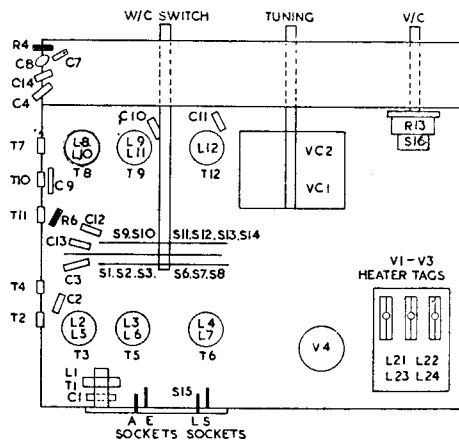 W/C SWITCH TUNING V/C
R4
C8 C7
C14
C4
C10 C11
R13
S16
T7 L8 L9 L12 VC2
L10 L11
T8 T9 T12
T10 C9 VC1
T11 R6 C12
C13 S9,S10 S11,S12,S13,S14
C3 S1,S2,S3, S6,S7,S8
V1-V3
HEATER TAGS
T4
C2
T2 L2 L3 L4
L5 L6 L7
T3 T5 T6
V4
L21 L22
L23 L24
L1
T1
C1 S15
A E L S
SOCKETS SOCKETS